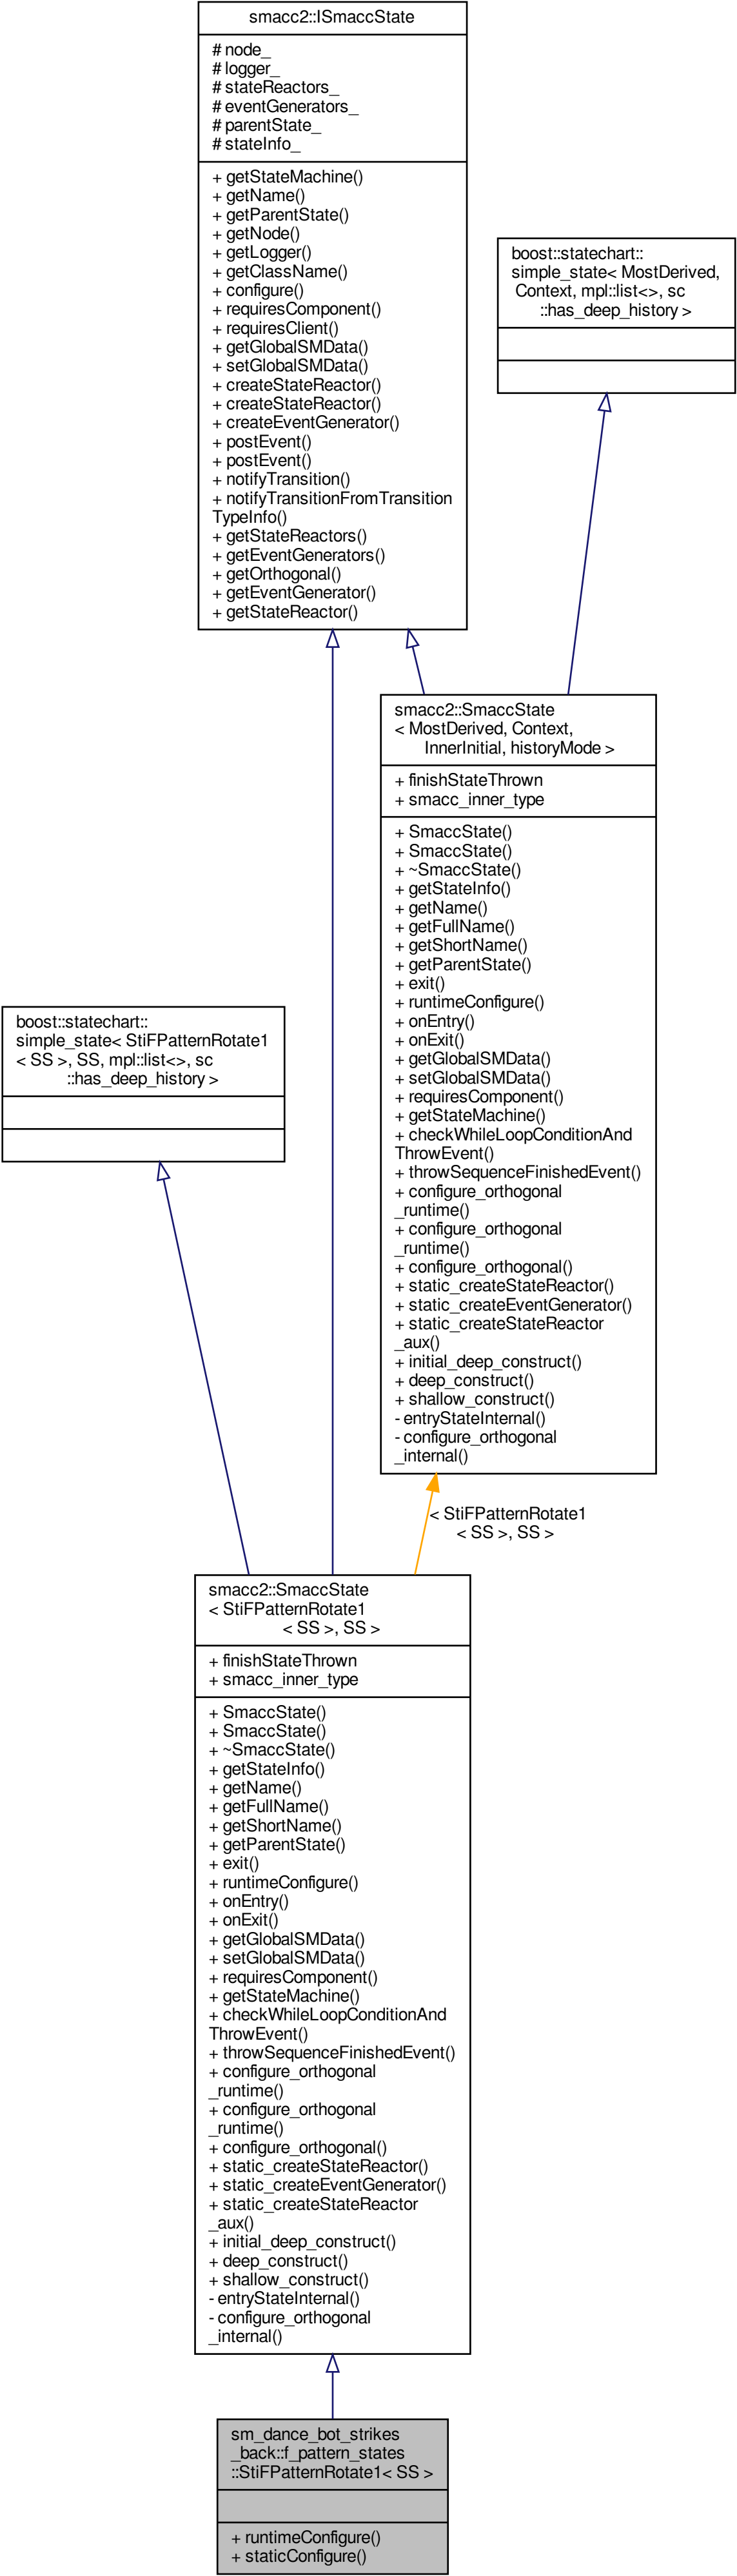 smacc2::ISmaccState
# node_
# logger_
# stateReactors_
# eventGenerators_
# parentState_
# stateInfo_
+ getStateMachine()
+ getName()
+ getParentState()
+ getNode()
+ getLogger()
+ getClassName()
+ configure()
+ requiresComponent()
+ requiresClient()
+ getGlobalSMData()
+ setGlobalSMData()
+ createStateReactor()
+ createStateReactor()
+ createEventGenerator()
+ postEvent()
+ postEvent()
+ notifyTransition()
+ notifyTransitionFromTransition
TypeInfo()
+ getStateReactors()
+ getEventGenerators()
+ getOrthogonal()
+ getEventGenerator()
+ getStateReactor()
boost::statechart::
simple_state< MostDerived,
Context, mpl::list<>, sc
::has_deep_history >
smacc2::SmaccState
< MostDerived, Context,
InnerInitial, historyMode >
+ finishStateThrown
+ smacc_inner_type
+ SmaccState()
+ SmaccState()
+ ~SmaccState()
+ getStateInfo()
+ getName()
+ getFullName()
+ getShortName()
+ getParentState()
+ exit()
+ runtimeConfigure()
+ onEntry()
+ onExit()
+ getGlobalSMData()
+ setGlobalSMData()
+ requiresComponent()
+ getStateMachine()
+ checkWhileLoopConditionAnd
ThrowEvent()
+ throwSequenceFinishedEvent()
+ configure_orthogonal
_runtime()
+ configure_orthogonal
_runtime()
+ configure_orthogonal()
+ static_createStateReactor()
+ static_createEventGenerator()
+ static_createStateReactor
_aux()
+ initial_deep_construct()
+ deep_construct()
+ shallow_construct()
- entryStateInternal()
- configure_orthogonal
_internal()
boost::statechart::
simple_state< StiFPatternRotate1
< SS >, SS, mpl::list<>, sc
::has_deep_history >
< StiFPatternRotate1
< SS >, SS >
smacc2::SmaccState
< StiFPatternRotate1
< SS >, SS >
+ finishStateThrown
+ smacc_inner_type
+ SmaccState()
+ SmaccState()
+ ~SmaccState()
+ getStateInfo()
+ getName()
+ getFullName()
+ getShortName()
+ getParentState()
+ exit()
+ runtimeConfigure()
+ onEntry()
+ onExit()
+ getGlobalSMData()
+ setGlobalSMData()
+ requiresComponent()
+ getStateMachine()
+ checkWhileLoopConditionAnd
ThrowEvent()
+ throwSequenceFinishedEvent()
+ configure_orthogonal
_runtime()
+ configure_orthogonal
_runtime()
+ configure_orthogonal()
+ static_createStateReactor()
+ static_createEventGenerator()
+ static_createStateReactor
_aux()
+ initial_deep_construct()
+ deep_construct()
+ shallow_construct()
- entryStateInternal()
- configure_orthogonal
_internal()
sm_dance_bot_strikes
_back::f_pattern_states
::StiFPatternRotate1< SS >
+ runtimeConfigure()
+ staticConfigure()